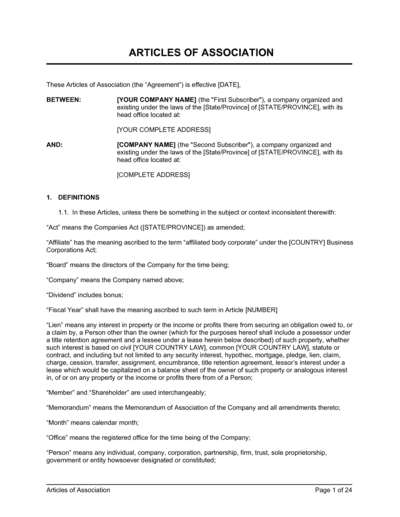 ARTICLES OF ASSOCIATION
These Articles of Association (the “Agreement”) is effective [DATE],
BETWEEN: [YOUR COMPANY NAME] (the "First Subscriber"), a company organized and
existing under the laws of the [State/Province] of [STATE/PROVINCE], with its
head office located at:
[YOUR COMPLETE ADDRESS]
AND: [COMPANY NAME] (the "Second Subscriber"), a company organized and
existing under the laws of the [State/Province] of [STATE/PROVINCE], with its
head office located at:
[COMPLETE ADDRESS]
1. DEFINITIONS
1.1. In these Articles, unless there be something in the subject or context inconsistent therewith:
“Act” means the Companies Act ([STATE/PROVINCE]) as amended;
“Affiliate” has the meaning ascribed to the term “affiliated body corporate” under the [COUNTRY] Business
Corporations Act;
“Board” means the directors of the Company for the time being;
“Company” means the Company named above;
“Dividend” includes bonus;
“Fiscal Year” shall have the meaning ascribed to such term in Article [NUMBER]
“Lien” means any interest in property or the income or profits there from securing an obligation owed to, or
a claim by, a Person other than the owner (which for the purposes hereof shall include a possessor under
a title retention agreement and a lessee under a lease herein below described) of such property, whether
such interest is based on civil [YOUR COUNTRY LAW], common [YOUR COUNTRY LAW], statute or
contract, and including but not limited to any security interest, hypothec, mortgage, pledge, lien, claim,
charge, cession, transfer, assignment, encumbrance, title retention agreement, lessor’s interest under a
lease which would be capitalized on a balance sheet of the owner of such property or analogous interest
in, of or on any property or the income or profits there from of a Person;
“Member” and “Shareholder” are used interchangeably;
“Memorandum” means the Memorandum of Association of the Company and all amendments thereto;
“Month” means calendar month;
“Office” means the registered office for the time being of the Company;
“Person” means any individual, company, corporation, partnership, firm, trust, sole proprietorship,
government or entity howsoever designated or constituted;
Articles of Association Page 1 of 24